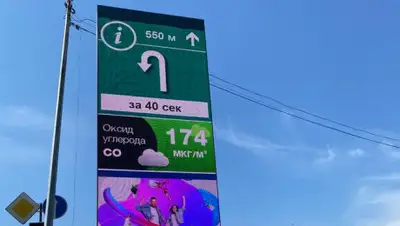 i 550 м
за 40 сек
Оксид
углерода
CO
174
МКГ/М³